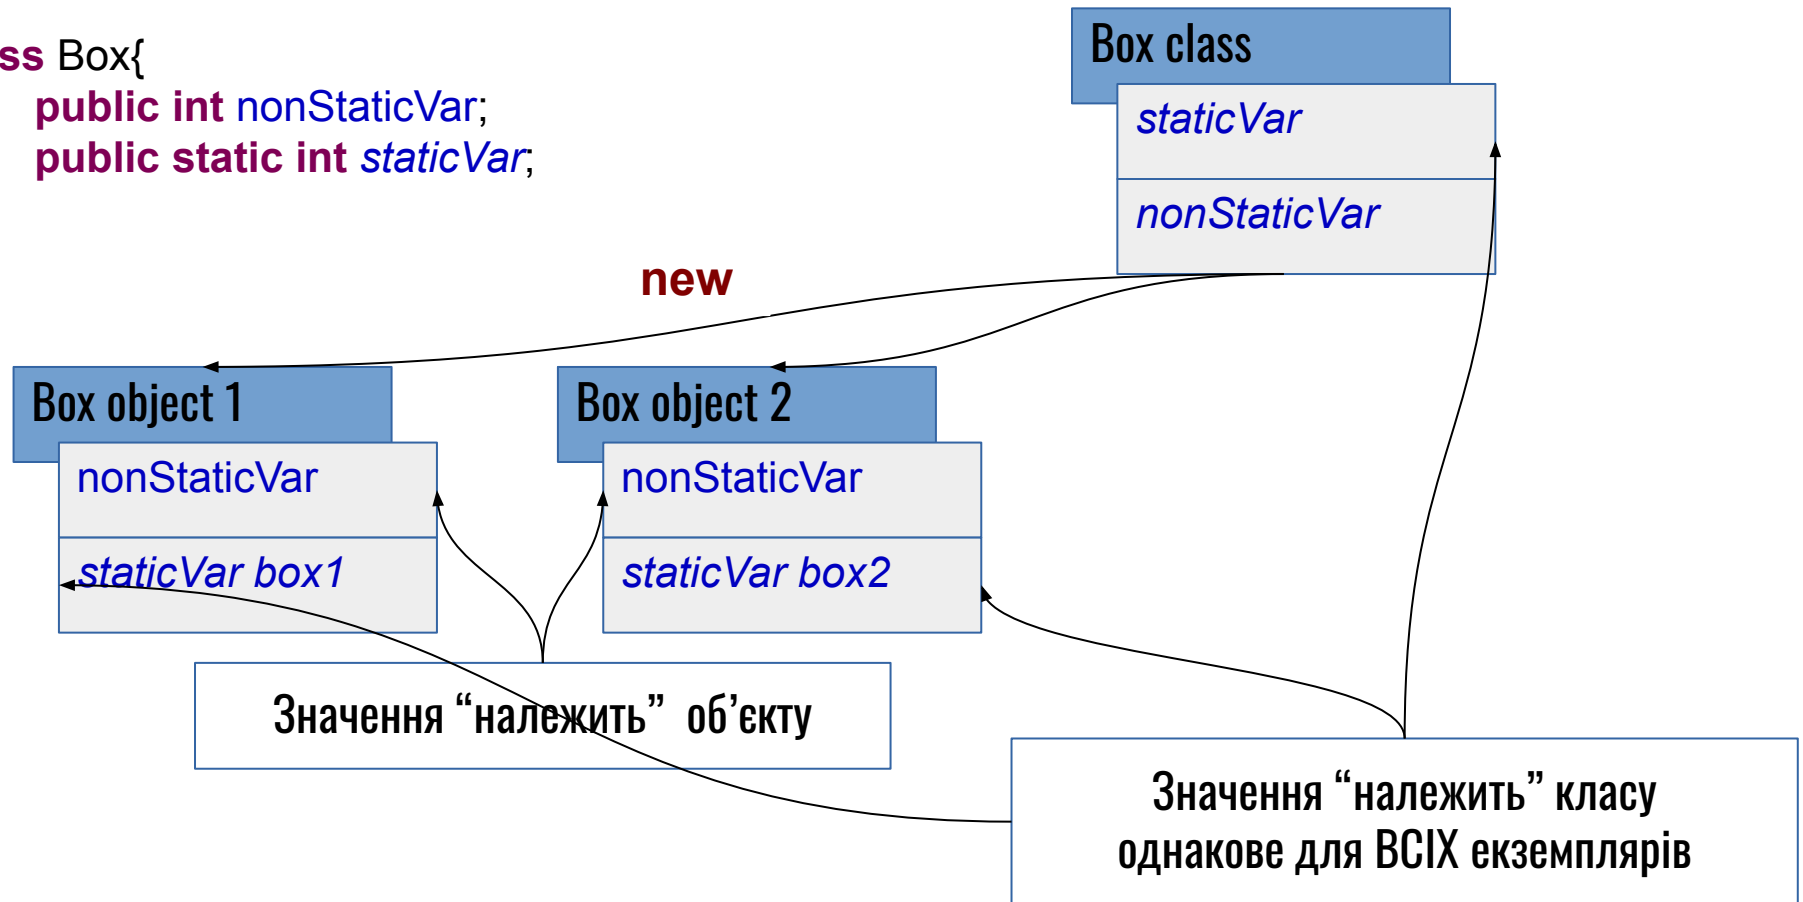 ss Box{
public int nonStaticVar;
public static int staticVar;
Box class
staticVar
nonStaticVar
new
Box object 1
nonStaticVar
staticVar box1
Box object 2
nonStaticVar
staticVar box2
Значення “належить” об’єкту
Значення “належить” класу
однакове для ВСІХ екземплярів